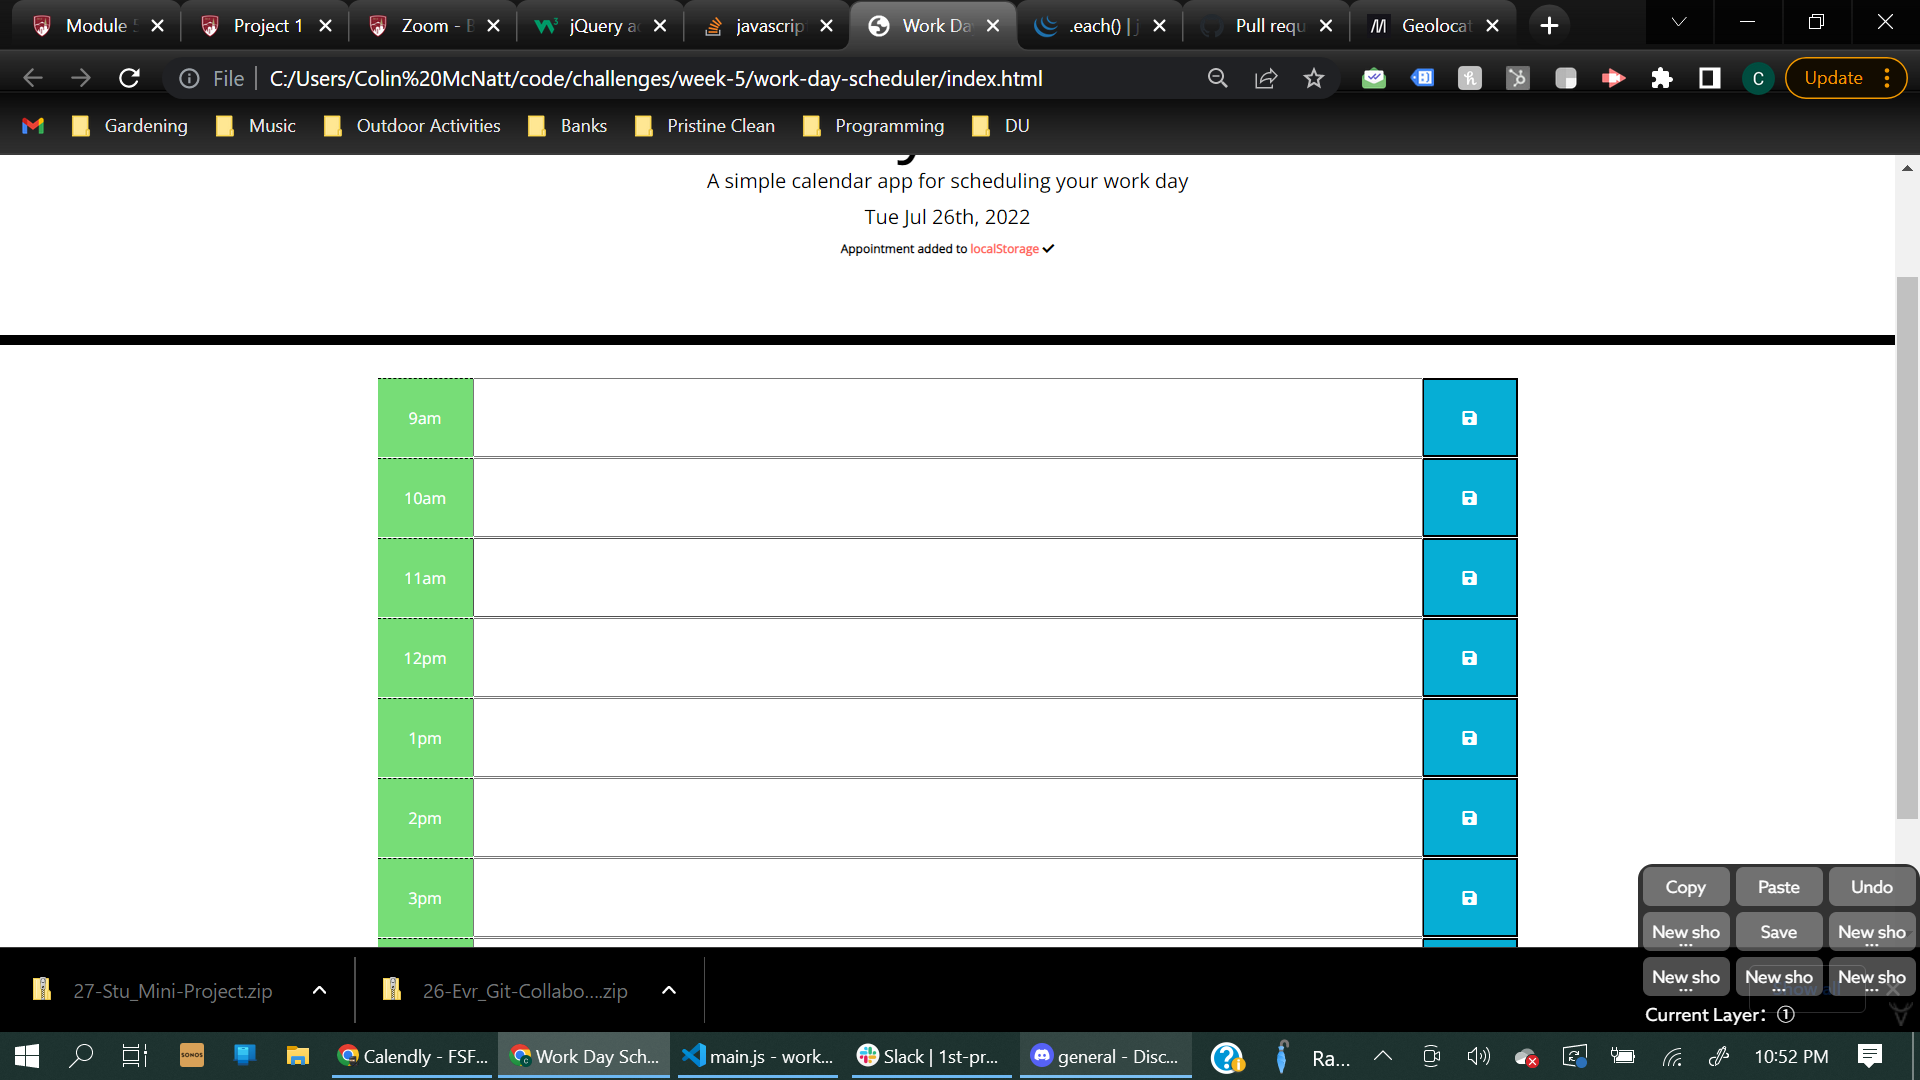 Module 5
Project 1
Zoom - B
jQuery a
javascrip
Work Da
.each() | j
Pull requ
Geolocat
File
C:/Users/Colin%20McNatt/code/challenges/week-5/work-day-scheduler/index.html
C
Update
Gardening
Music
Outdoor Activities
Banks
Pristine Clean
Programming
DU
A simple calendar app for scheduling your work day
Tue Jul 26th, 2022
Appointment added to localStorage ✔
9am
10am
11am
12pm
1pm
2pm
3pm
Copy
Paste
Undo
New sho...
Save
New sho...
New sho...
New sho...
New sho...
Current Layer: ①
27-Stu_Mini-Project.zip
26-Evr_Git-Collabo....zip
SONOS
Calendly - FSF...
Work Day Sch...
main.js - work...
Slack | 1st-pr...
general - Disc...
Ra...
10:52 PM